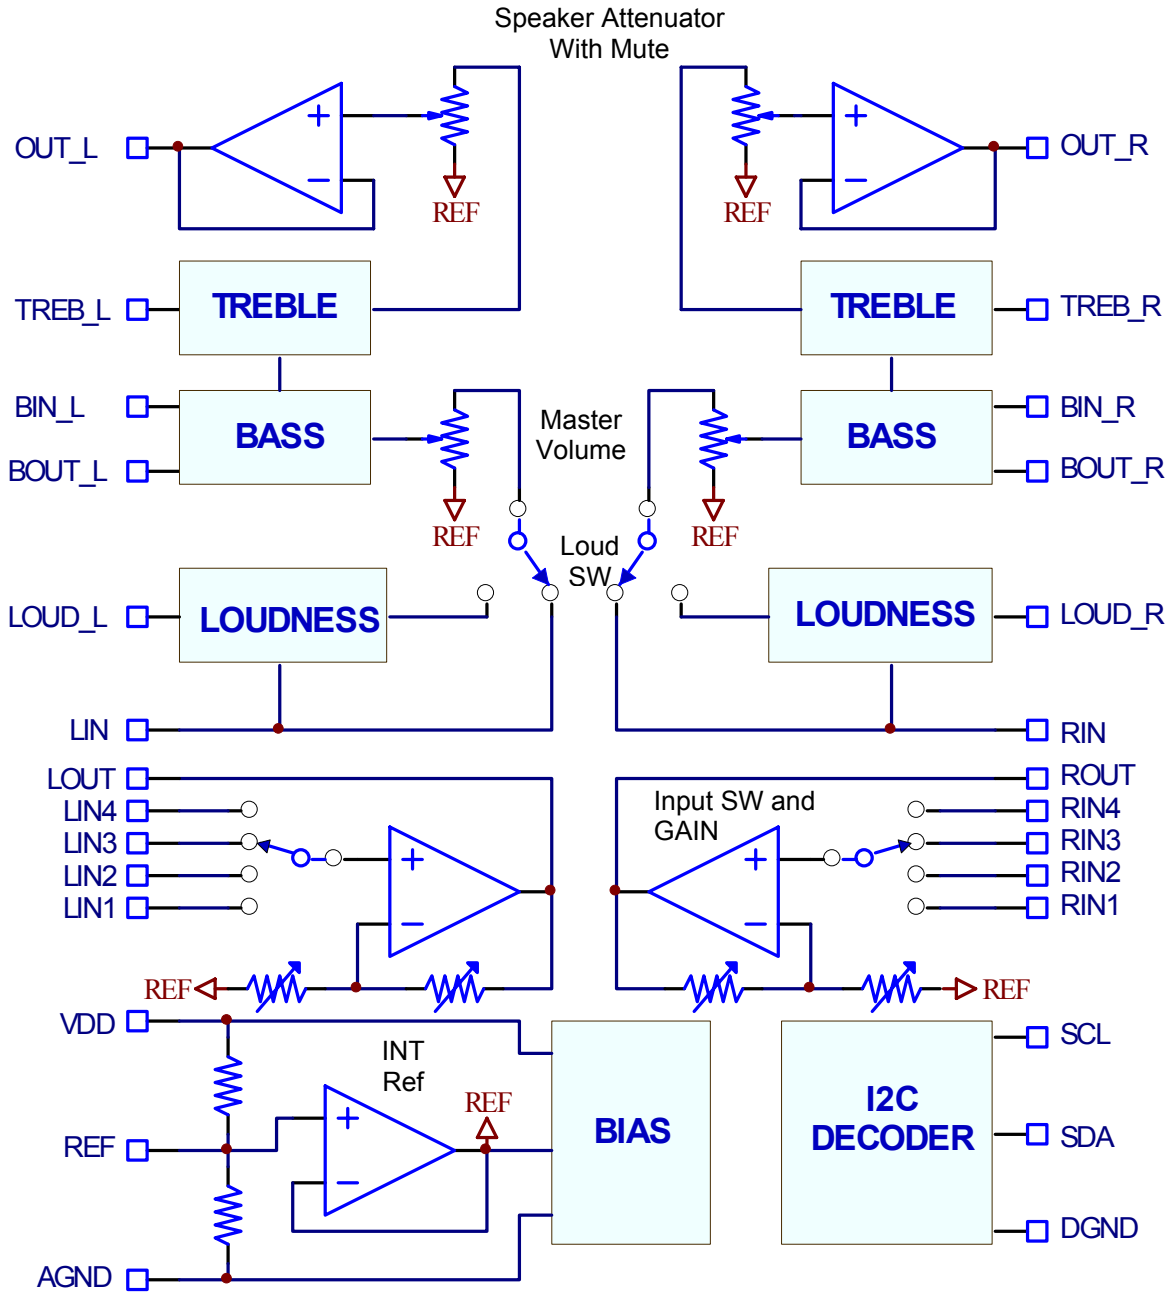 Speaker Attenuator
With Mute
OUT_L
+
−
REF
+
−
REF
OUT_R
TREB_L
TREBLE
TREBLE
TREB_R
BIN_L
BASS
BOUT_L
REF
Master
Volume
REF
BASS
BIN_R
BOUT_R
Loud
SW
LOUD_L
LOUDNESS
LOUDNESS
LOUD_R
LIN
RIN
LOUT
ROUT
LIN4
LIN3
LIN2
LIN1
+
−
Input SW and
GAIN
+
−
RIN4
RIN3
RIN2
RIN1
REF
REF
VDD
INT
Ref
REF
REF
+
−
AGND
BIAS
I2C
DECODER
SCL
SDA
DGND